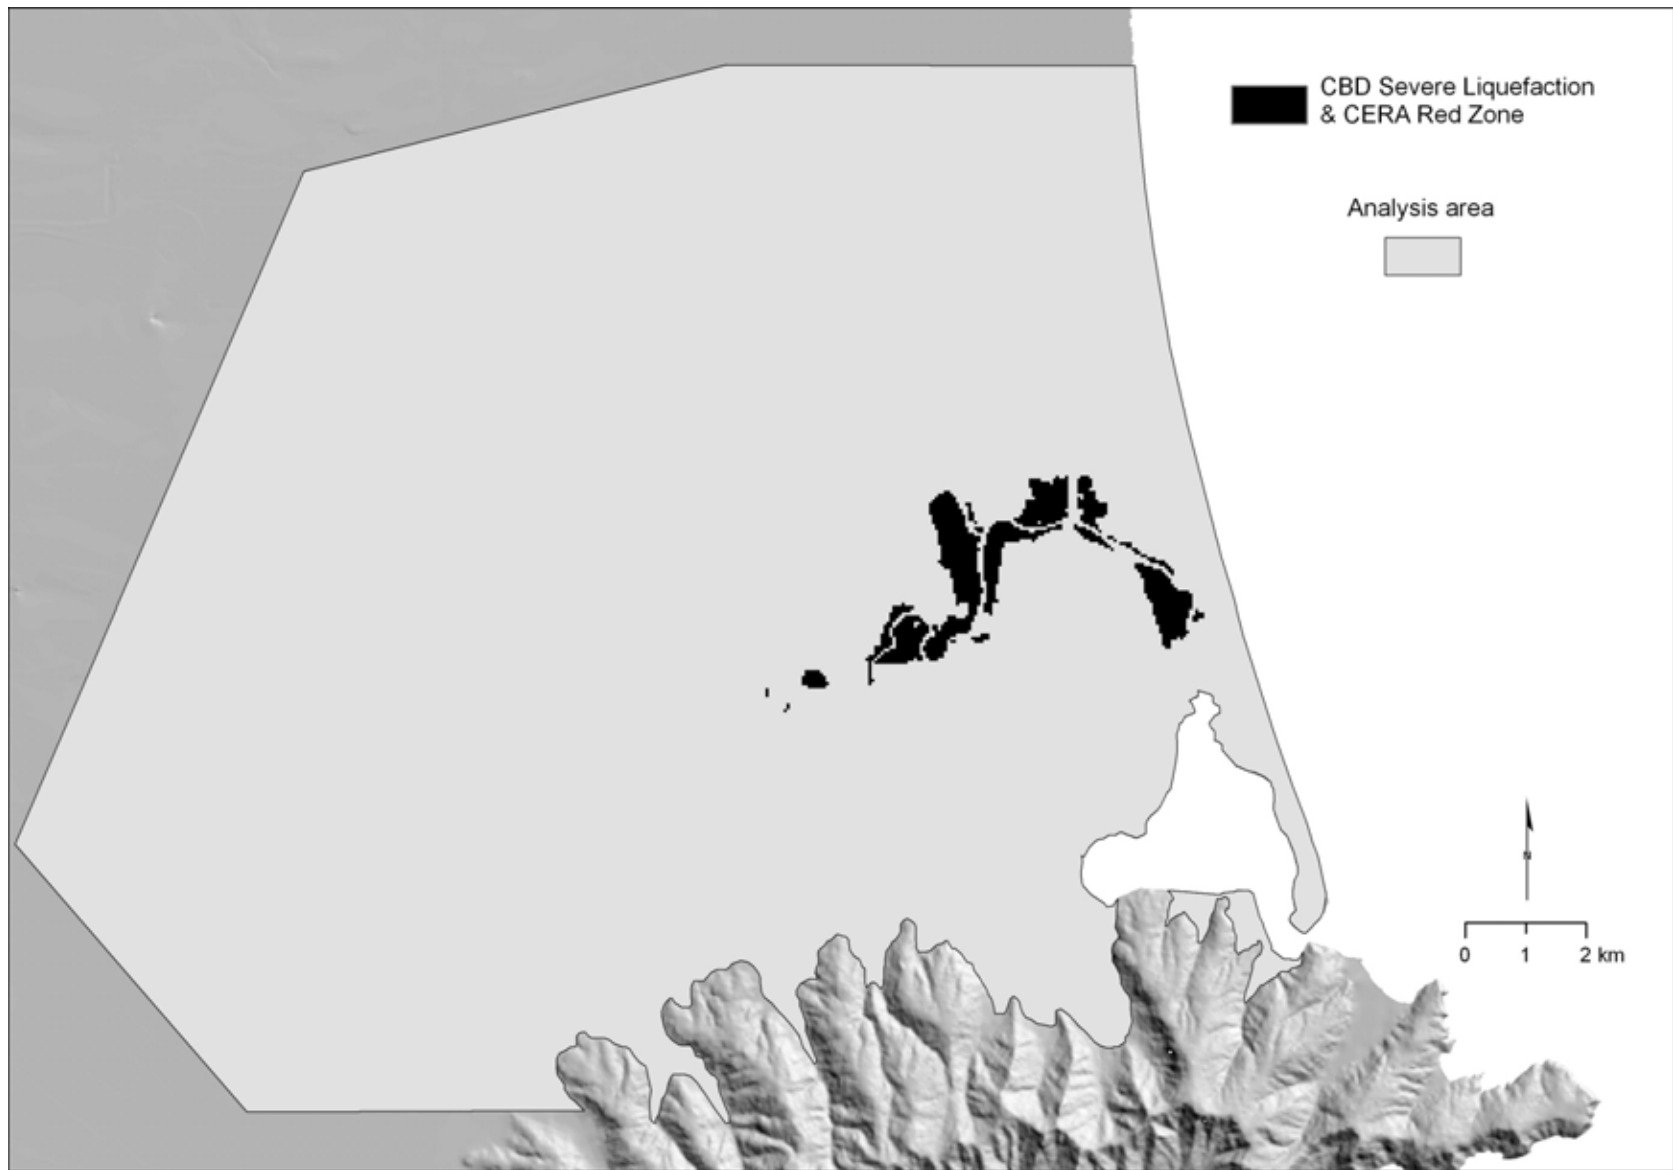 CBD Severe Liquefaction
& CERA Red Zone
Analysis area
N
0 1 2 km